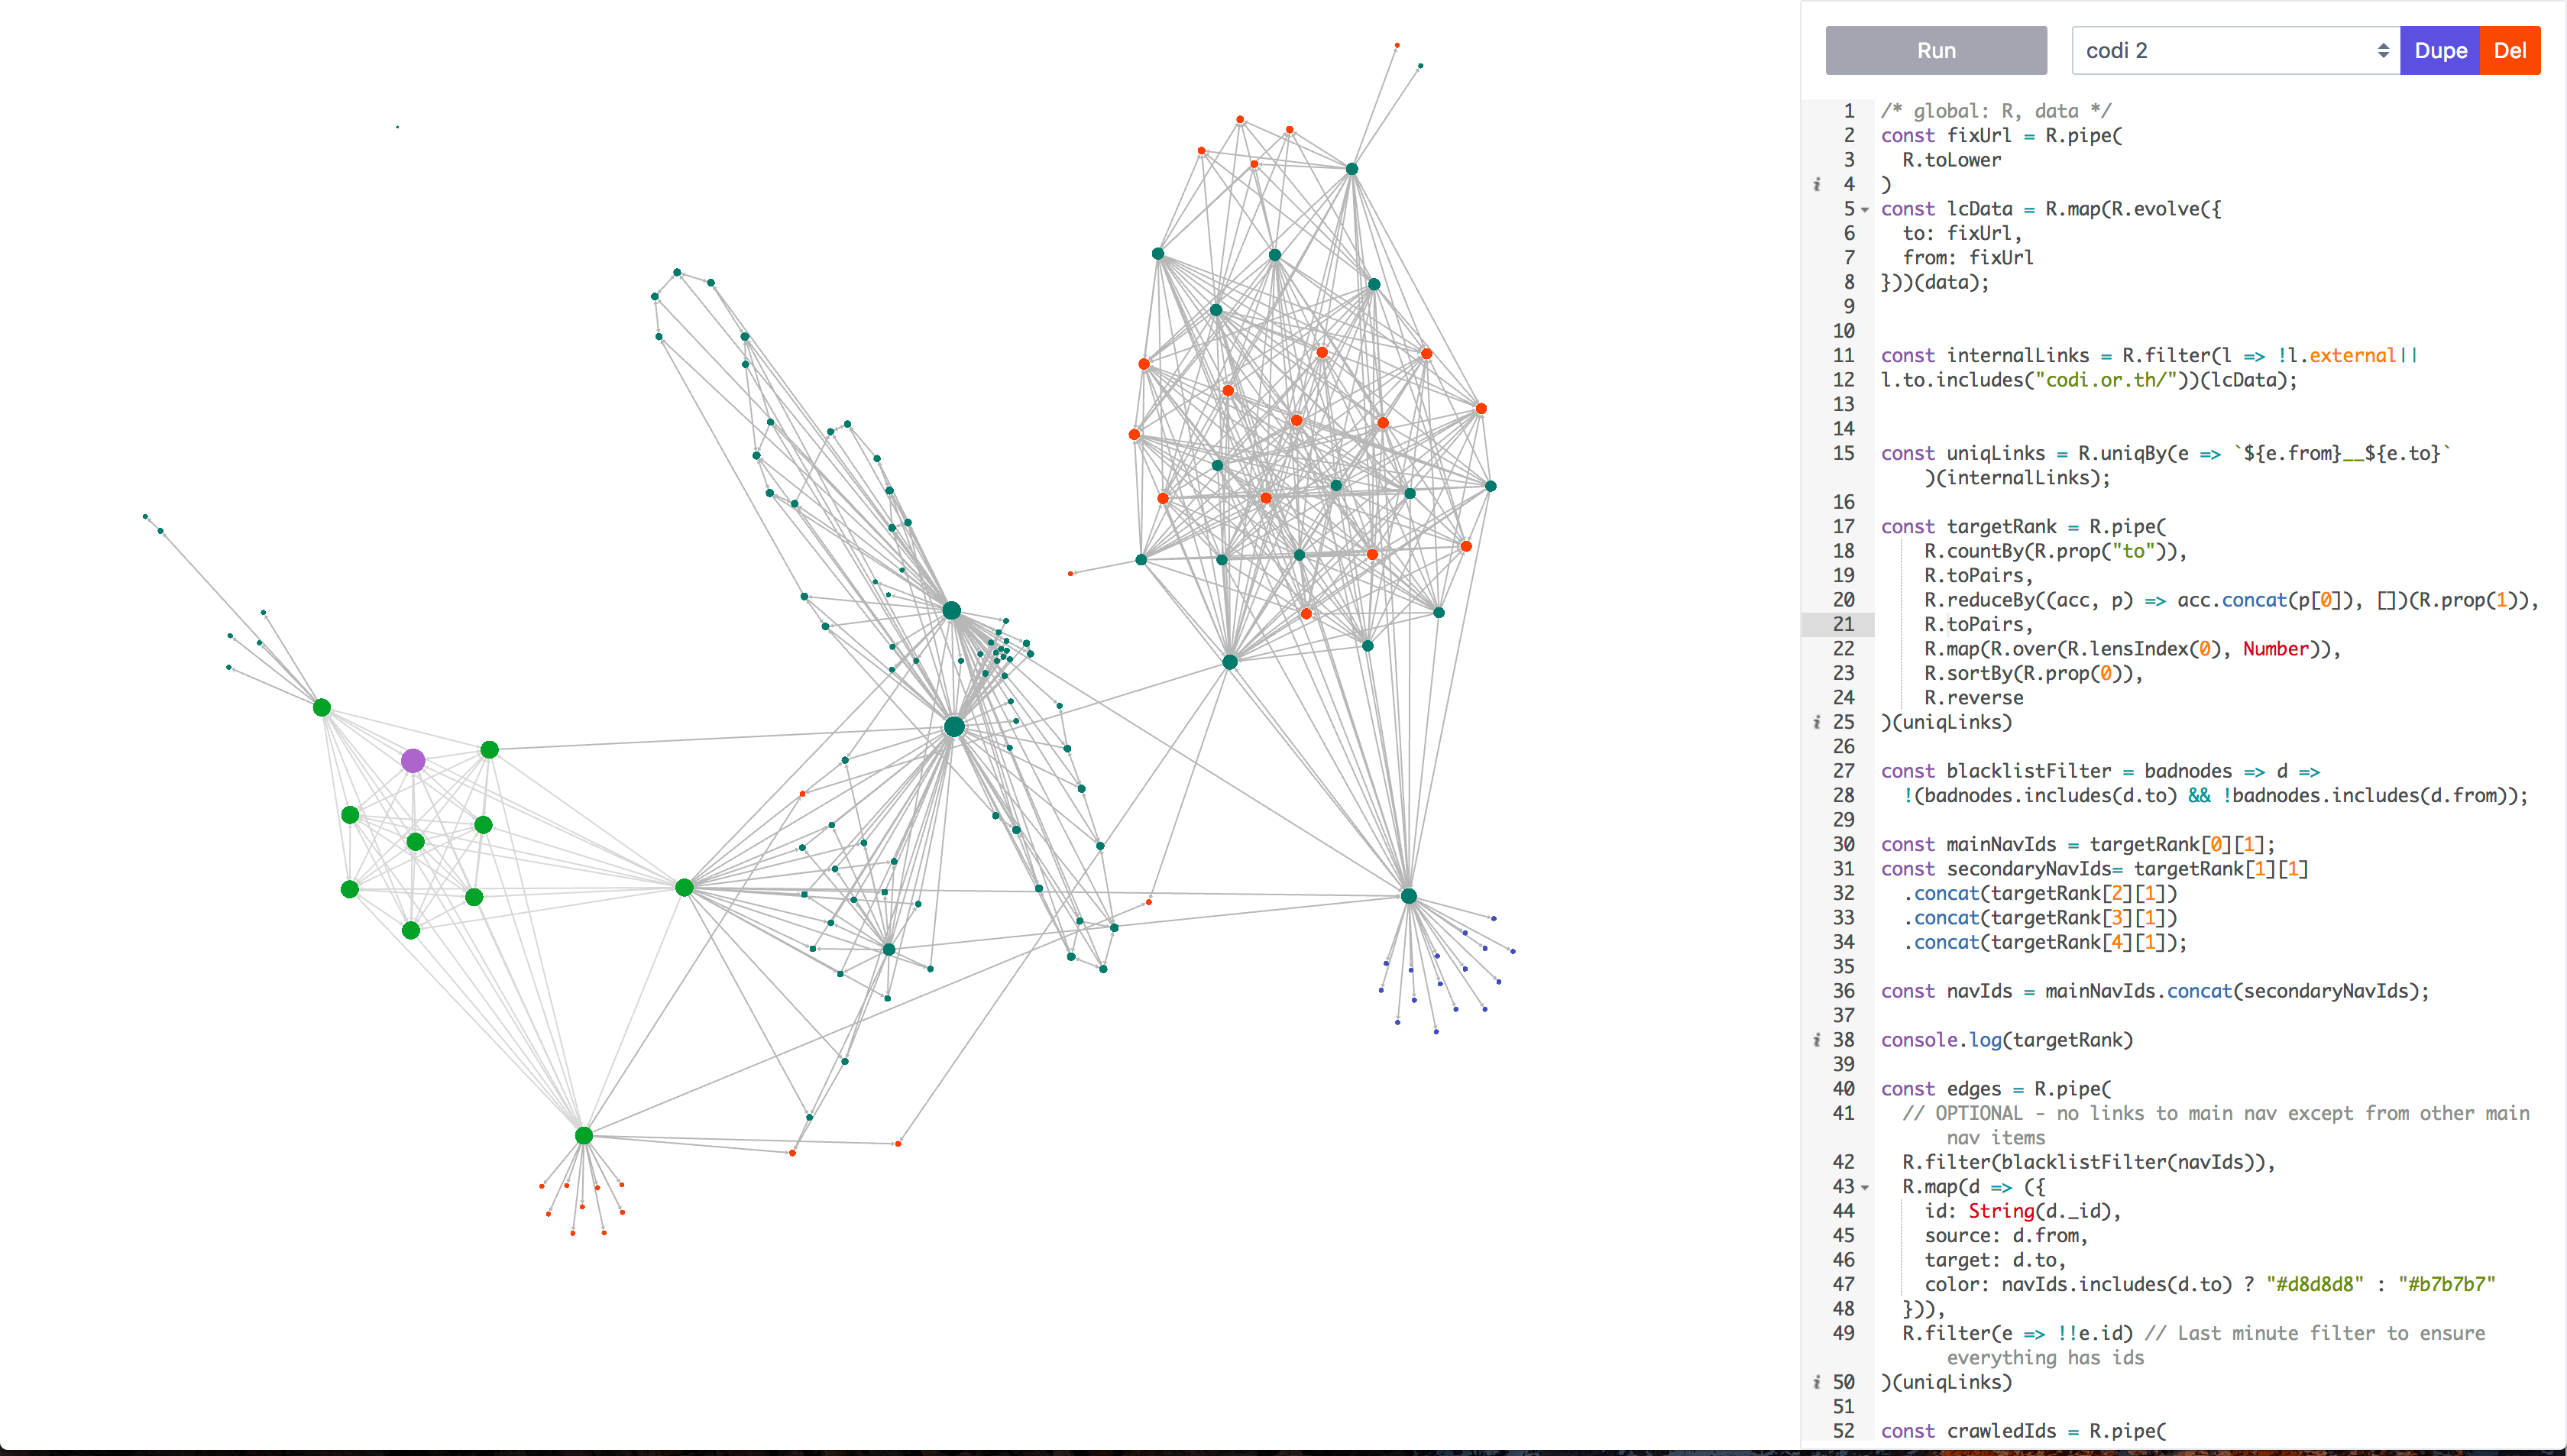 Run
codi 2
Dupe
Del
1 /* global: R, data */
2 const fixUrl = R.pipe(
3 R.toLower
i 4 )
5 const lcData = R.map(R.evolve({
6 to: fixUrl,
7 from: fixUrl
8 }))(data);
9
10
11 const internalLinks = R.filter(l => !l.external||
12 l.to.includes("codi.or.th/"))(lcData);
13
14
15 const uniqLinks = R.uniqBy(e => `${e.from}__${e.to}`
)(internalLinks);
16
17 const targetRank = R.pipe(
18 R.countBy(R.prop("to")),
19 R.toPairs,
20 R.reduceBy((acc, p) => acc.concat(p[0]), [])(R.prop(1)),
21 R.toPairs,
22 R.map(R.over(R.lensIndex(0), Number)),
23 R.sortBy(R.prop(0)),
24 R.reverse
i 25 )(uniqLinks)
26
27 const blacklistFilter = badnodes => d =>
28 !(badnodes.includes(d.to) && !badnodes.includes(d.from));
29
30 const mainNavIds = targetRank[0][1];
31 const secondaryNavIds= targetRank[1][1]
32 .concat(targetRank[2][1])
33 .concat(targetRank[3][1])
34 .concat(targetRank[4][1]);
35
36 const navIds = mainNavIds.concat(secondaryNavIds);
37
i 38 console.log(targetRank)
39
40 const edges = R.pipe(
41 // OPTIONAL - no links to main nav except from other main
nav items
42 R.filter(blacklistFilter(navIds)),
43 R.map(d => ({
44 id: String(d._id),
45 source: d.from,
46 target: d.to,
47 color: navIds.includes(d.to) ? "#d8d8d8" : "#b7b7b7"
48 })),
49 R.filter(e => !!e.id) // Last minute filter to ensure
everything has ids
i 50 )(uniqLinks)
51
52 const crawledIds = R.pipe(